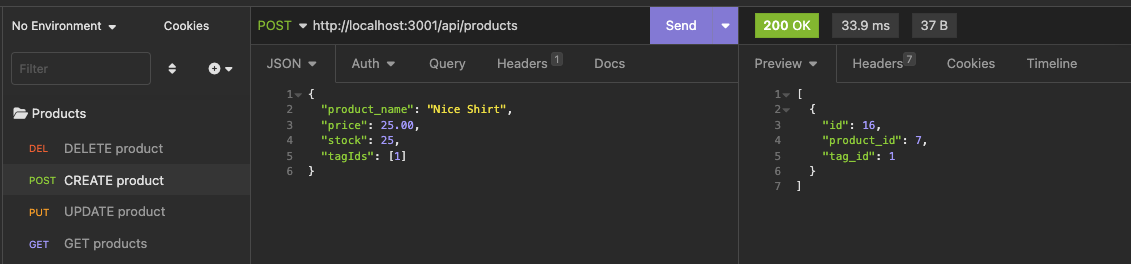 No Environment Cookies
Filter
Products
DEL DELETE product
POST CREATE product
PUT UPDATE product
GET GET products
POST http://localhost:3001/api/products Send
JSON Auth Query Headers 1 Docs
1 {
2 "product_name": "Nice Shirt",
3 "price": 25.00,
4 "stock": 25,
5 "tagIds": [1]
6 }
200 OK 33.9 ms 37 B
Preview Headers 7 Cookies Timeline
1 [
2 {
3 "id": 16,
4 "product_id": 7,
5 "tag_id": 1
6 }
7 ]